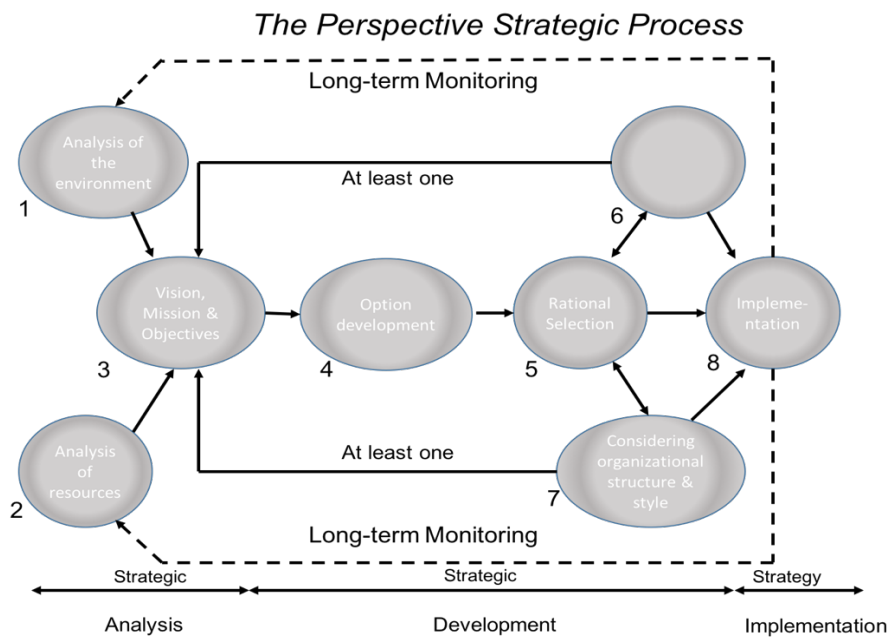 The Perspective Strategic Process
Long-term Monitoring
Analysis of
the
environment
1
At least one
6
Vision,
Mission &
Objectives
3
Option
development
4
Rational
Selection
5
Impleme-
ntation
8
Analysis
of
resources
2
At least one
Considering
organizational
structure &
style
7
Long-term Monitoring
Strategic
Strategic
Strategy
Analysis
Development
Implementation